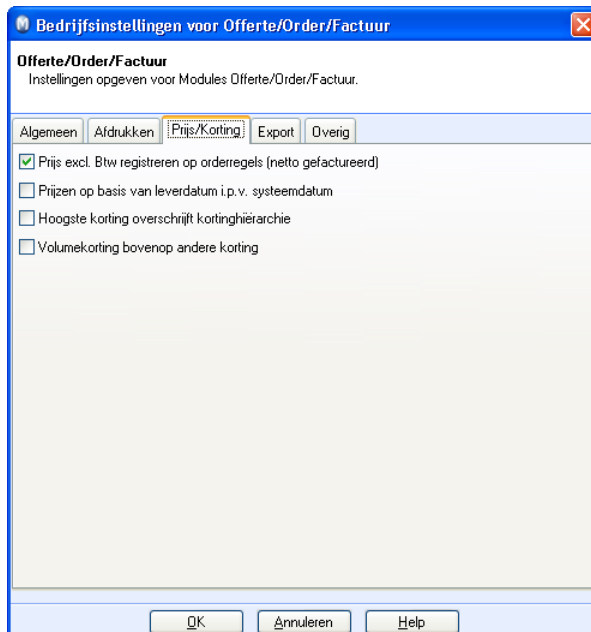 Bedrijfsinstellingen voor Offerte/Order/Factuur
Offerte/Order/Factuur
Instellingen opgeven voor Modules Offerte/Order/Factuur.
Algemeen Afdrukken Prijs/Korting Export Overig
Prijs excl. Btw registreren op orderregels (netto gefactureerd)
Prijzen op basis van leverdatum i.p.v. systeemdatum
Hoogste korting overschrijft kortinghiërarchie
Volumekorting bovenop andere korting
OK Annuleren Help